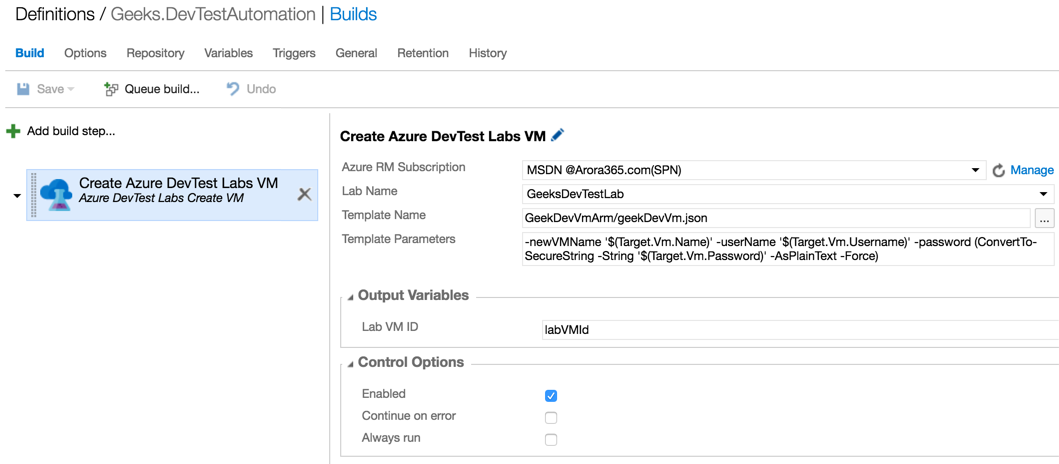 Definitions / Geeks.DevTestAutomation | Builds
Build Options Repository Variables Triggers General Retention History
Save Queue build... Undo
Add build step...
Create Azure DevTest Labs VM
Azure DevTest Labs Create VM
Create Azure DevTest Labs VM
Azure RM Subscription MSDN @Arora365.com(SPN) Manage
Lab Name GeeksDevTestLab
Template Name GeekDevVmArm/geekDevVm.json ...
Template Parameters -newVMName '$(Target.Vm.Name)' -userName '$(Target.Vm.Username)' -password (ConvertTo-
SecureString -String '$(Target.Vm.Password)' -AsPlainText -Force)
Output Variables
Lab VM ID labVMId
Control Options
Enabled
Continue on error
Always run